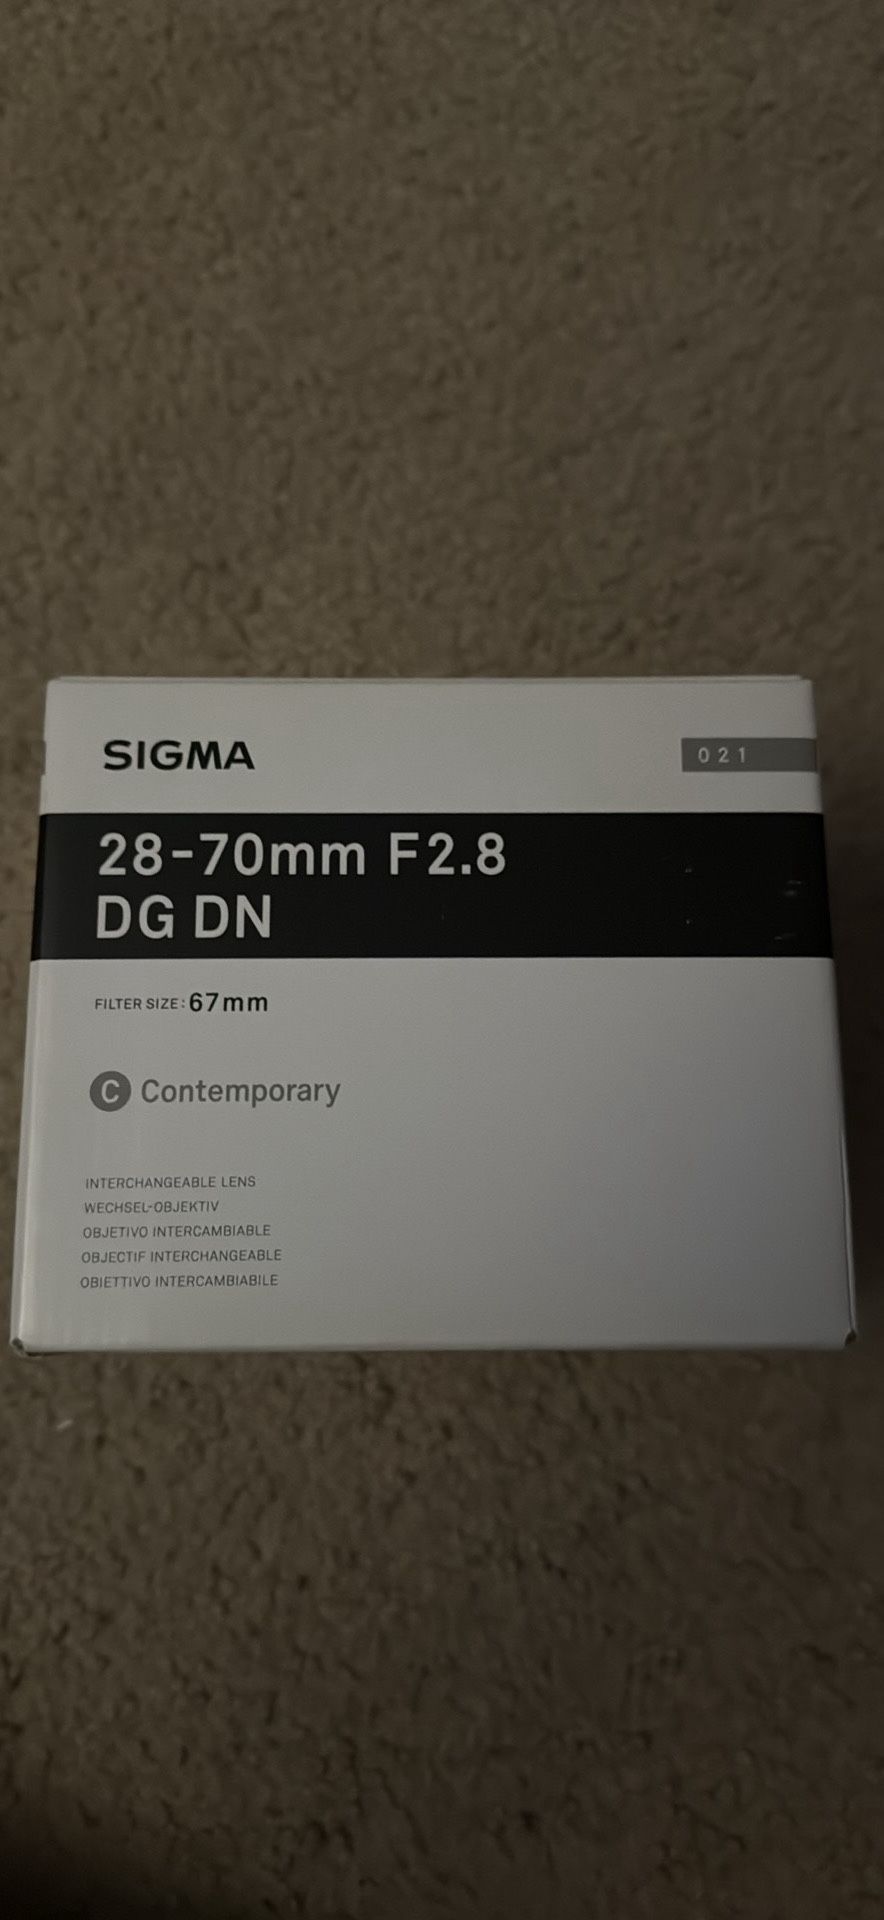 SIGMA
021
28-70mm F2.8
DG DN
FILTER SIZE: 67mm
C Contemporary
INTERCHANGEABLE LENS
WECHSEL-OBJEKTIV
OBJETIVO INTERCAMBIABLE
OBJECTIF INTERCHANGEABLE
OBIETTIVO INTERCAMBIABILE